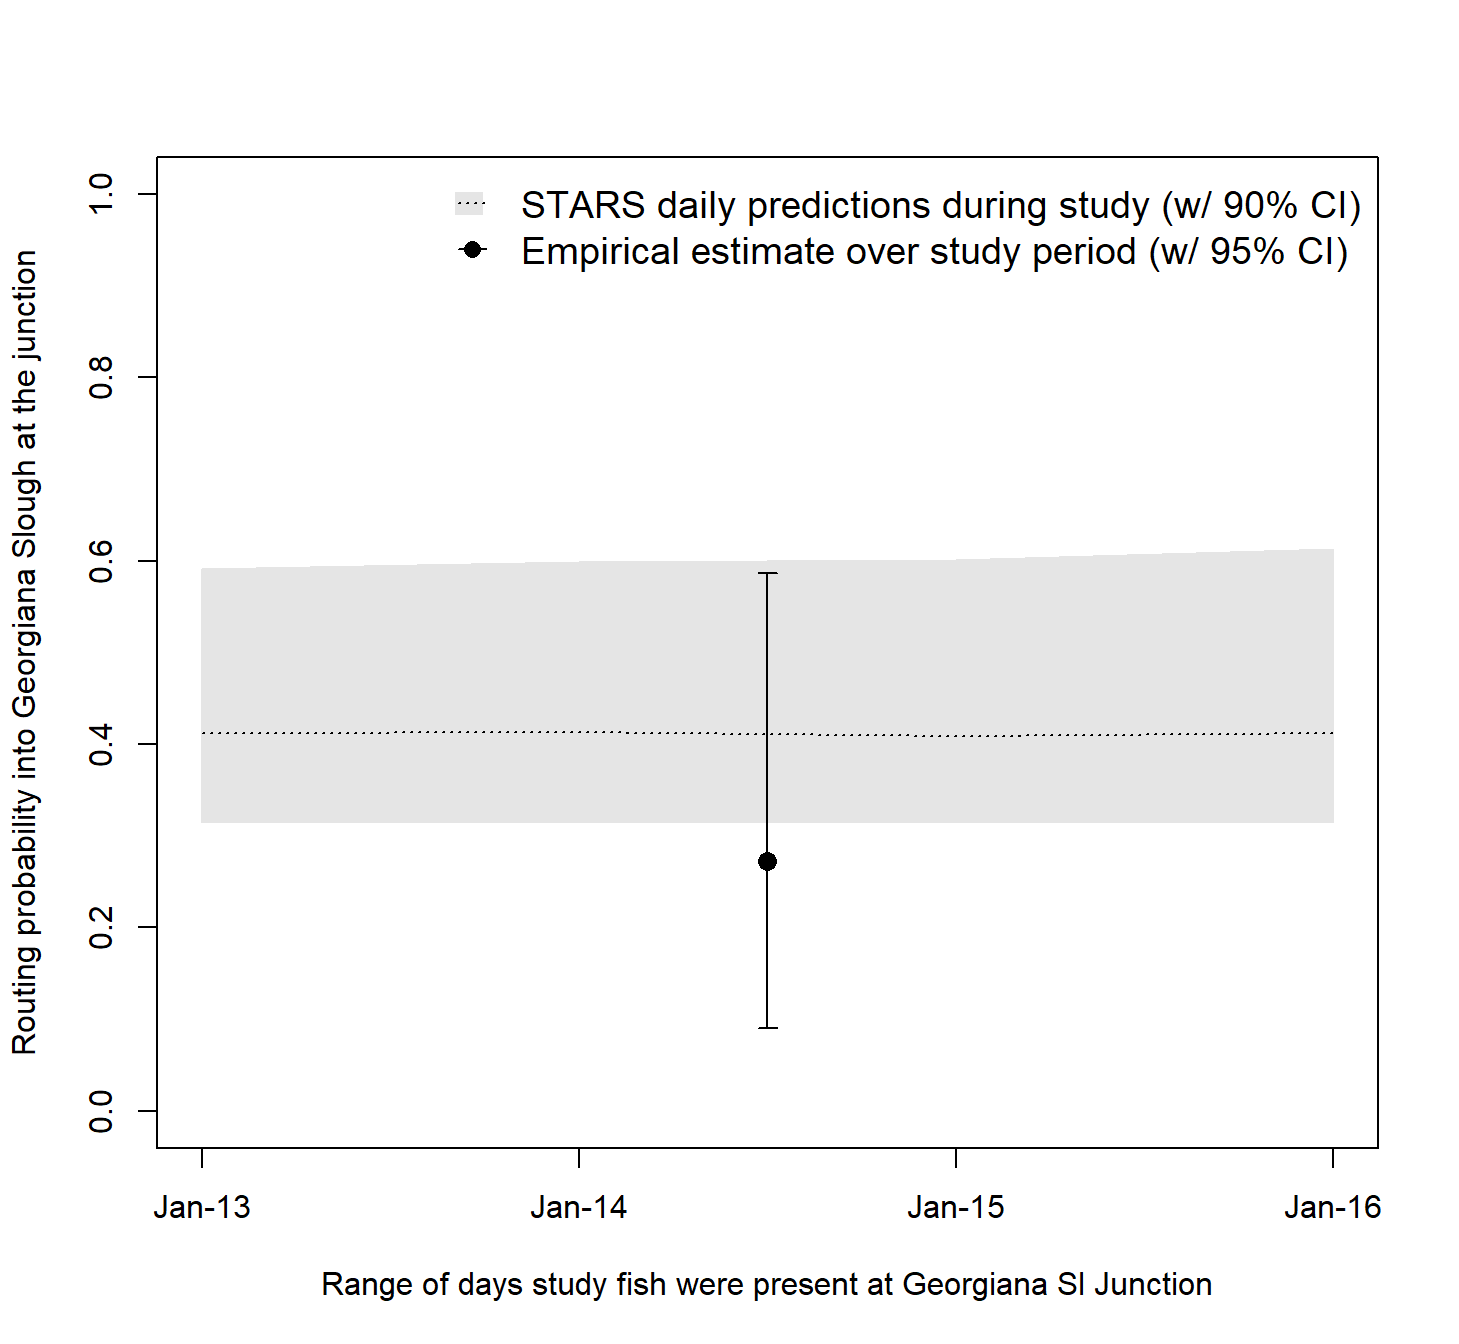 STARS daily predictions during study (w/ 90% CI)
Empirical estimate over study period (w/ 95% CI)
Routing probability into Georgiana Slough at the junction
1.0
0.8
0.6
0.4
0.2
0.0
Jan-13 Jan-14 Jan-15 Jan-16
Range of days study fish were present at Georgiana Sl Junction